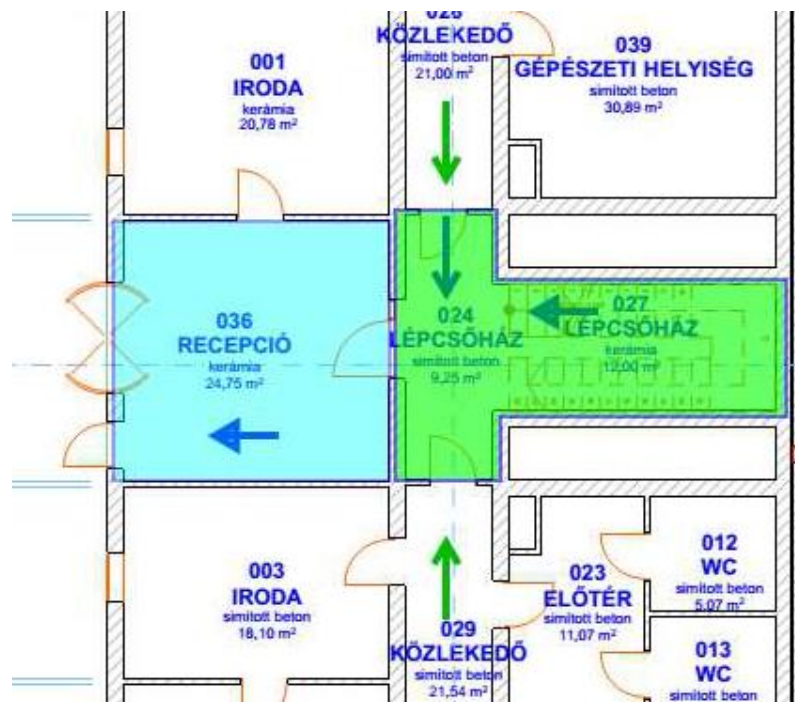 001
IRODA
kerámia
20,78 m²
028
KÖZLEKEDŐ
simított beton
21,00 m²
039
GÉPÉSZETI HELYISÉG
simított beton
30,89 m²
036
RECEPCIÓ
kerámia
24,75 m²
024
LÉPCSŐHÁZ
simított beton
9,25 m²
027
LÉPCSŐHÁZ
kerámia
12,00 m²
003
IRODA
simított beton
18,10 m²
029
KÖZLEKEDŐ
simított beton
21,54 m²
023
ELŐTÉR
simított beton
11,07 m²
012
WC
simított beton
5,07 m²
013
WC
simított beton